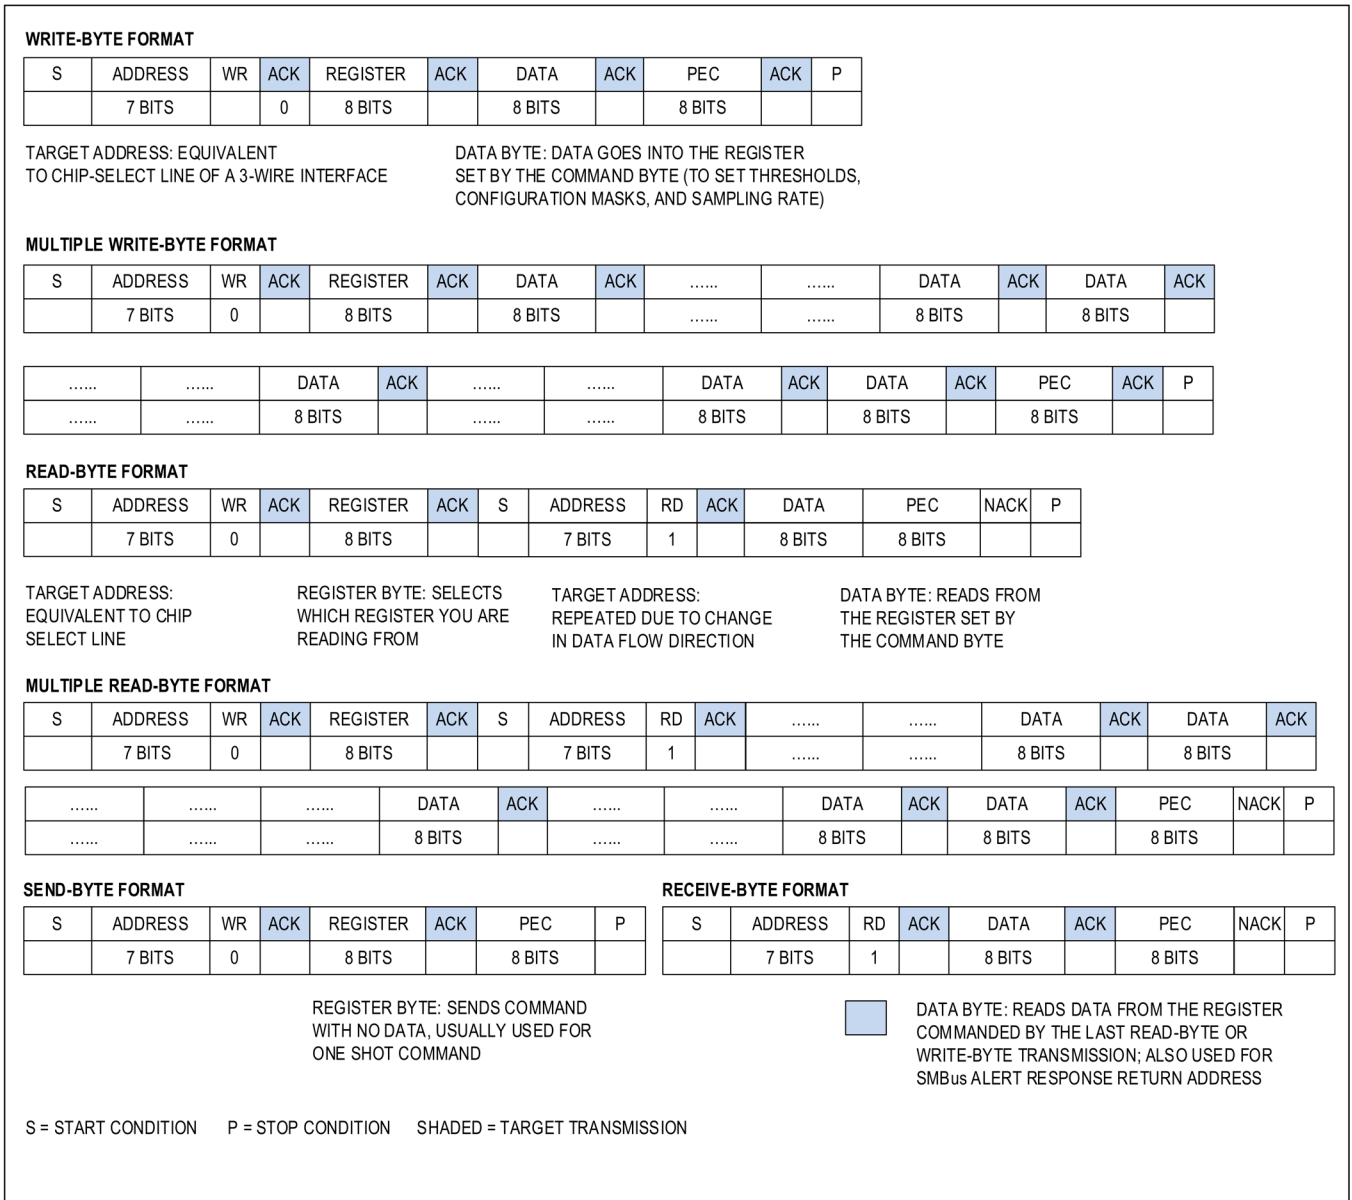 WRITE-BYTE FORMAT
S ADDRESS WR ACK REGISTER ACK DATA ACK PEC ACK P
7 BITS 0 8 BITS 8 BITS 8 BITS
TARGET ADDRESS: EQUIVALENT
TO CHIP-SELECT LINE OF A 3-WIRE INTERFACE
DATA BYTE: DATA GOES INTO THE REGISTER
SET BY THE COMMAND BYTE (TO SET THRESHOLDS,
CONFIGURATION MASKS, AND SAMPLING RATE)
MULTIPLE WRITE-BYTE FORMAT
S ADDRESS WR ACK REGISTER ACK DATA ACK ...... ...... DATA ACK DATA ACK
7 BITS 0 8 BITS 8 BITS ...... ...... 8 BITS 8 BITS
...... ...... DATA ACK ...... ...... DATA ACK DATA ACK PEC ACK P
...... ...... 8 BITS ...... ...... 8 BITS 8 BITS 8 BITS
READ-BYTE FORMAT
S ADDRESS WR ACK REGISTER ACK S ADDRESS RD ACK DATA PEC NACK P
7 BITS 0 8 BITS 7 BITS 1 8 BITS 8 BITS
TARGET ADDRESS:
EQUIVALENT TO CHIP
SELECT LINE
REGISTER BYTE: SELECTS
WHICH REGISTER YOU ARE
READING FROM
TARGET ADDRESS:
REPEATED DUE TO CHANGE
IN DATA FLOW DIRECTION
DATA BYTE: READS FROM
THE REGISTER SET BY
THE COMMAND BYTE
MULTIPLE READ-BYTE FORMAT
S ADDRESS WR ACK REGISTER ACK S ADDRESS RD ACK ...... ...... DATA ACK DATA ACK
7 BITS 0 8 BITS 7 BITS 1 ...... ...... 8 BITS 8 BITS
...... ...... ...... DATA ACK ...... ...... DATA ACK DATA ACK PEC NACK P
...... ...... ...... 8 BITS ...... ...... 8 BITS 8 BITS 8 BITS
SEND-BYTE FORMAT
S ADDRESS WR ACK REGISTER ACK PEC P
7 BITS 0 8 BITS 8 BITS
REGISTER BYTE: SENDS COMMAND
WITH NO DATA, USUALLY USED FOR
ONE SHOT COMMAND
RECEIVE-BYTE FORMAT
S ADDRESS RD ACK DATA ACK PEC NACK P
7 BITS 1 8 BITS 8 BITS
DATA BYTE: READS DATA FROM THE REGISTER
COMMANDED BY THE LAST READ-BYTE OR
WRITE-BYTE TRANSMISSION; ALSO USED FOR
SMBus ALERT RESPONSE RETURN ADDRESS
S = START CONDITION P = STOP CONDITION SHADED = TARGET TRANSMISSION